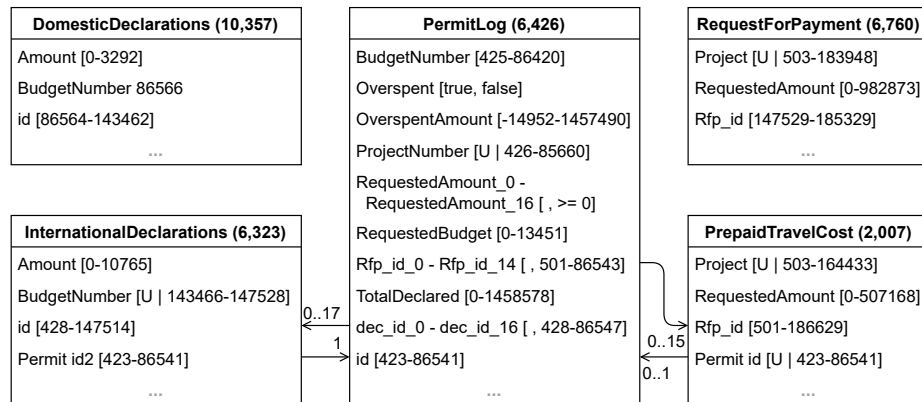 DomesticDeclarations (10,357)
Amount [0-3292]
BudgetNumber 86566
id [86564-143462]
...
InternationalDeclarations (6,323)
Amount [0-10765]
BudgetNumber [U | 143466-147528]
id [428-147514]
Permit id2 [423-86541]
...
0..17
1
PermitLog (6,426)
BudgetNumber [425-86420]
Overspent [true, false]
OverspentAmount [-14952-1457490]
ProjectNumber [U | 426-85660]
RequestedAmount_0 -
RequestedAmount_16 [ , >= 0]
RequestedBudget [0-13451]
Rfp_id_0 - Rfp_id_14 [ , 501-86543]
TotalDeclared [0-1458578]
dec_id_0 - dec_id_16 [ , 428-86547]
id [423-86541]
...
0..15
0..1
RequestForPayment (6,760)
Project [U | 503-183948]
RequestedAmount [0-982873]
Rfp_id [147529-185329]
...
PrepaidTravelCost (2,007)
Project [U | 503-164433]
RequestedAmount [0-507168]
Rfp_id [501-186629]
Permit id [U | 423-86541]
...